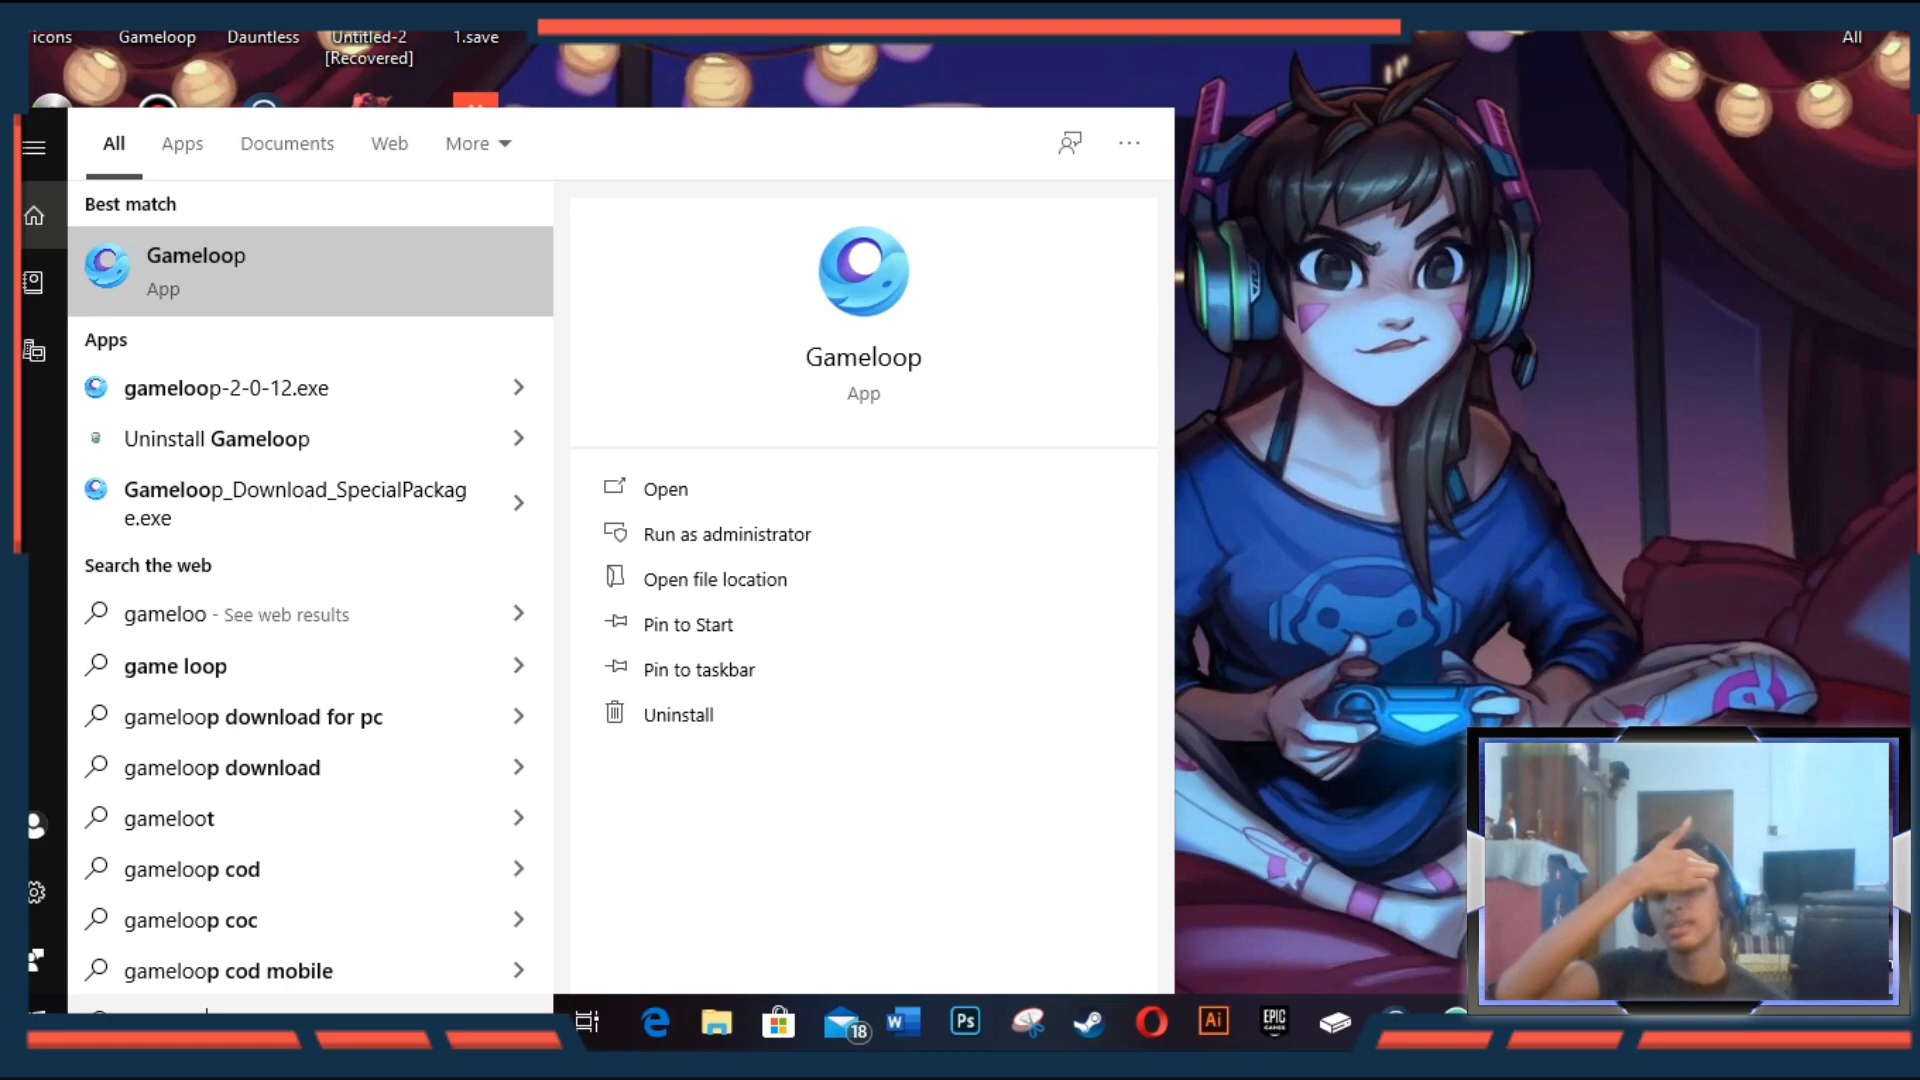 icons
Gameloop
Dauntless
Untitled-2
[Recovered]
1.save
All
All
Apps
Documents
Web
More
Best match
Gameloop
App
Apps
gameloop-2-0-12.exe
Uninstall Gameloop
Gameloop_Download_SpecialPackag
e.exe
Search the web
gameloo - See web results
game loop
gameloop download for pc
gameloop download
gameloot
gameloop cod
gameloop coc
gameloop cod mobile
Gameloop
App
Open
Run as administrator
Open file location
Pin to Start
Pin to taskbar
Uninstall
18
W
Ps
Ai
EPIC
GAMES